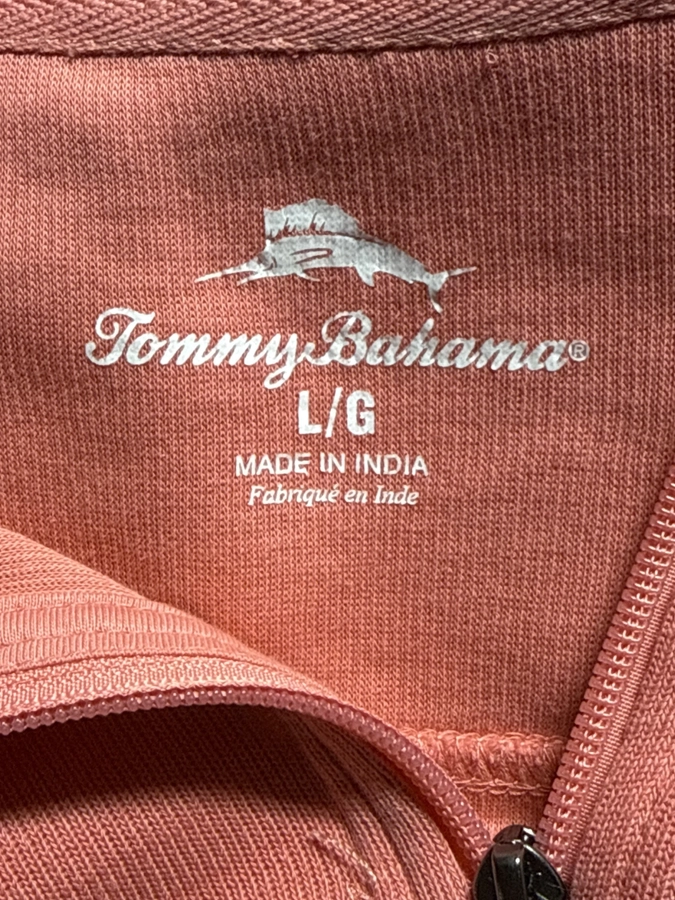 Tommy Bahama®
L/G
MADE IN INDIA
Fabriqué en Inde